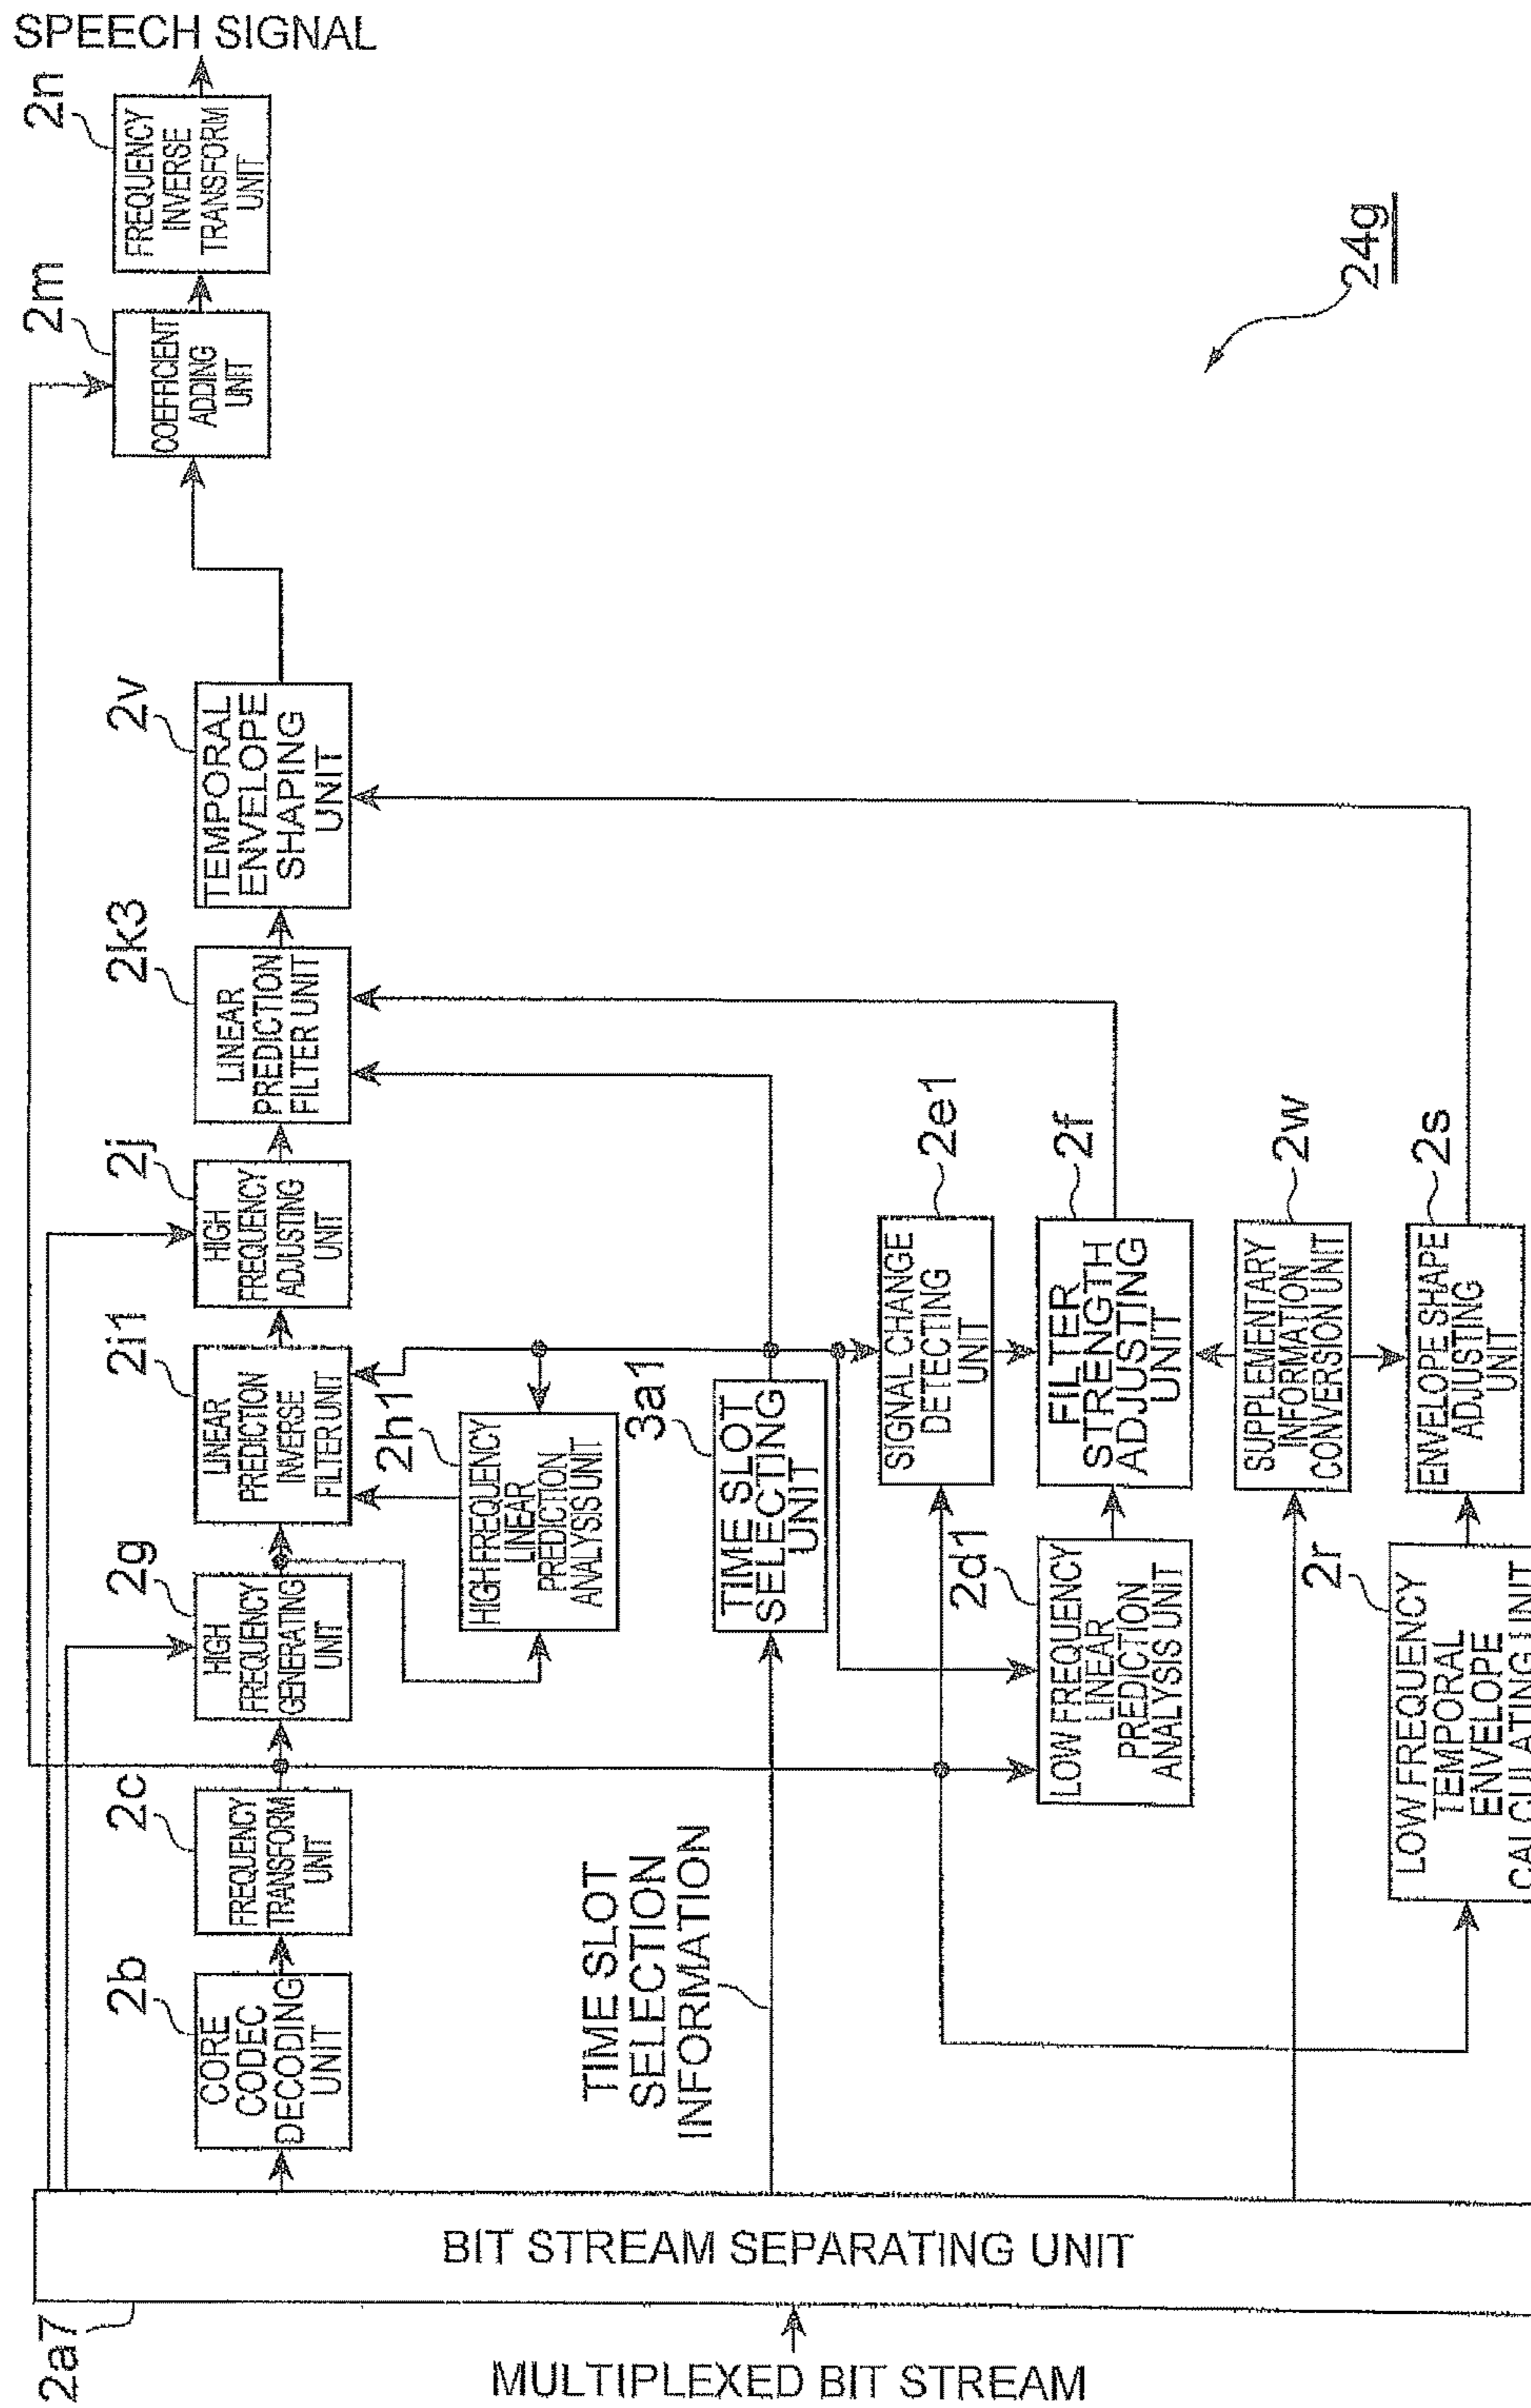 SPEECH SIGNAL
2n
FREQUENCY
INVERSE
TRANSFORM
UNIT
2m
COEFFICIENT
ADDING
UNIT
24g
2v
TEMPORAL
ENVELOPE
SHAPING
UNIT
2k3
LINEAR
PREDICTION
FILTER UNIT
2j
HIGH
FREQUENCY
ADJUSTING
UNIT
2i1
LINEAR
PREDICTION
INVERSE
FILTER UNIT
2h1
HIGH FREQUENCY
LINEAR
PREDICTION
ANALYSIS UNIT
3a1
TIME SLOT
SELECTING
UNIT
2e1
SIGNAL CHANGE
DETECTING
UNIT
2f
FILTER
STRENGTH
ADJUSTING
UNIT
2w
SUPPLEMENTARY
INFORMATION
CONVERSION UNIT
2s
ENVELOPE SHAPE
ADJUSTING
UNIT
2g
HIGH
FREQUENCY
GENERATING
UNIT
2d1
LOW FREQUENCY
LINEAR
PREDICTION
ANALYSIS UNIT
2r
LOW FREQUENCY
TEMPORAL
ENVELOPE
CALCULATING UNIT
2c
FREQUENCY
TRANSFORM
UNIT
2b
CORE
CODEC
DECODING
UNIT
TIME SLOT
SELECTION
INFORMATION
BIT STREAM SEPARATING UNIT
2a7
MULTIPLEXED BIT STREAM